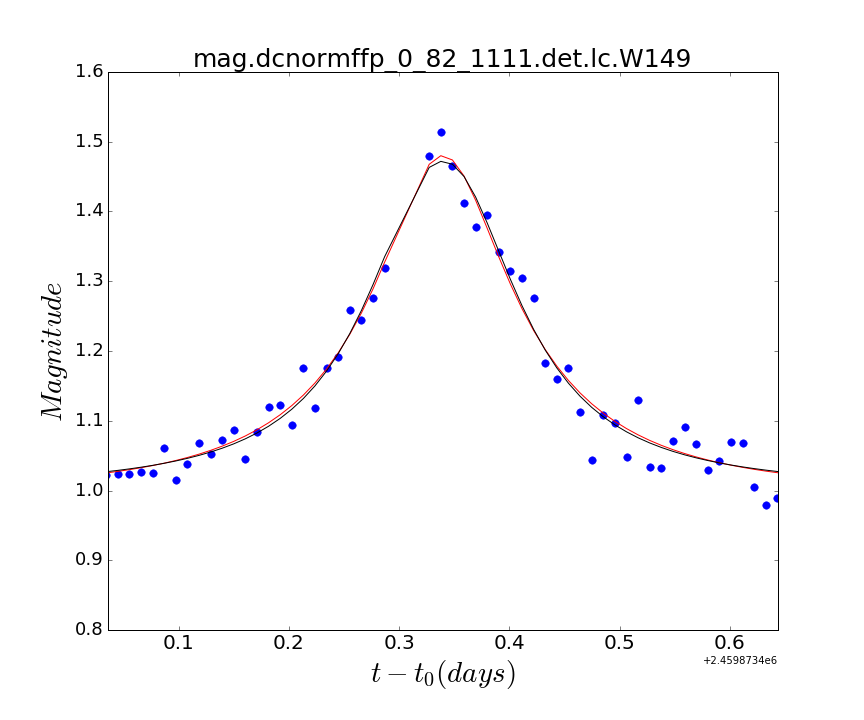 mag.dcnormffp_0_82_1111.det.lc.W149
1.6
1.5
1.4
1.3
1.2
1.1
1.0
0.9
0.8
Magnitude
0.1 0.2 0.3 0.4 0.5 0.6
+2.4598734e6
t − t₀(days)